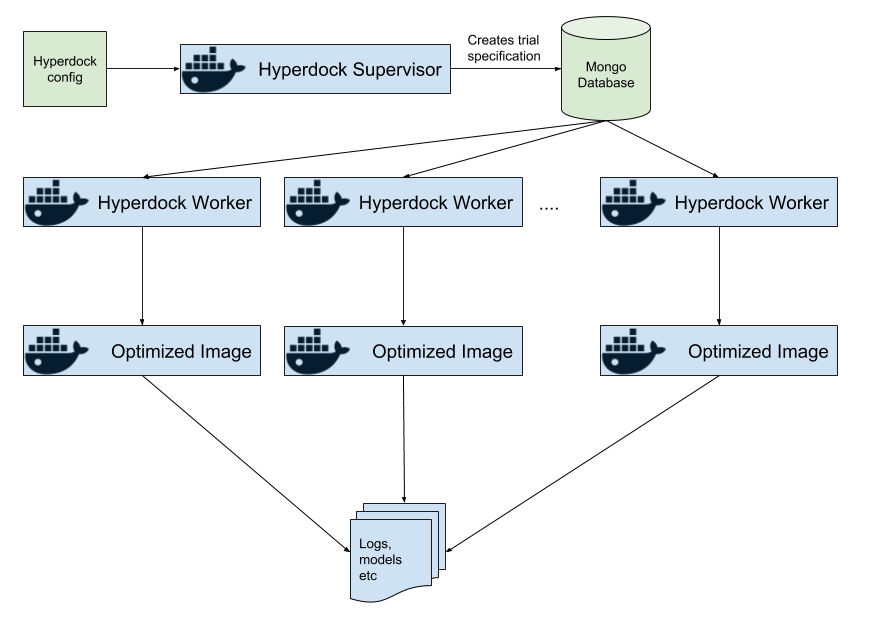 Hyperdock
config
Hyperdock Supervisor
Creates trial
specification
Mongo
Database
Hyperdock Worker
Hyperdock Worker
....
Hyperdock Worker
Optimized Image
Optimized Image
Optimized Image
Logs,
models
etc